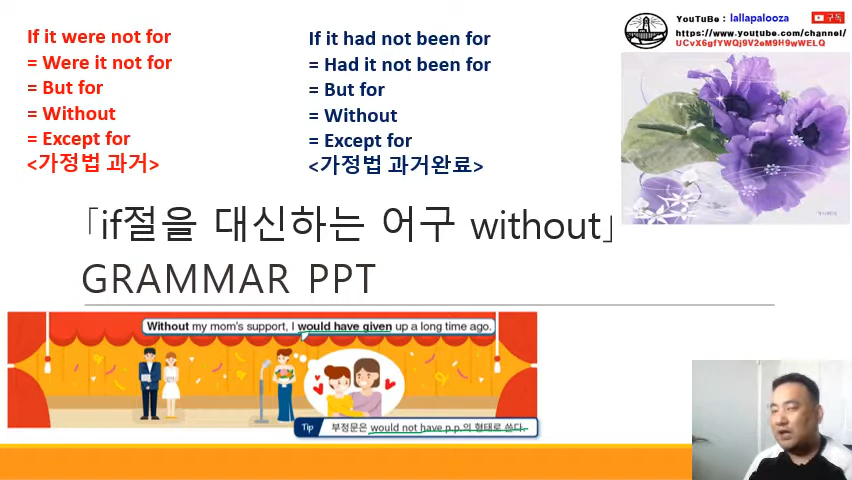 If it were not for
= Were it not for
= But for
= Without
= Except for
<가정법 과거>
If it had not been for
= Had it not been for
= But for
= Without
= Except for
<가정법 과거완료>
YouTuBe : lallapalooza
구독
https://www.youtube.com/channel/
UCvX6gfYWQj9V2eM9H9wWELQ
「if절을 대신하는 어구 without」
GRAMMAR PPT
Without my mom's support, I would have given up a long time ago.
Tip 부정문은 would not have p.p.의 형태로 쓴다.